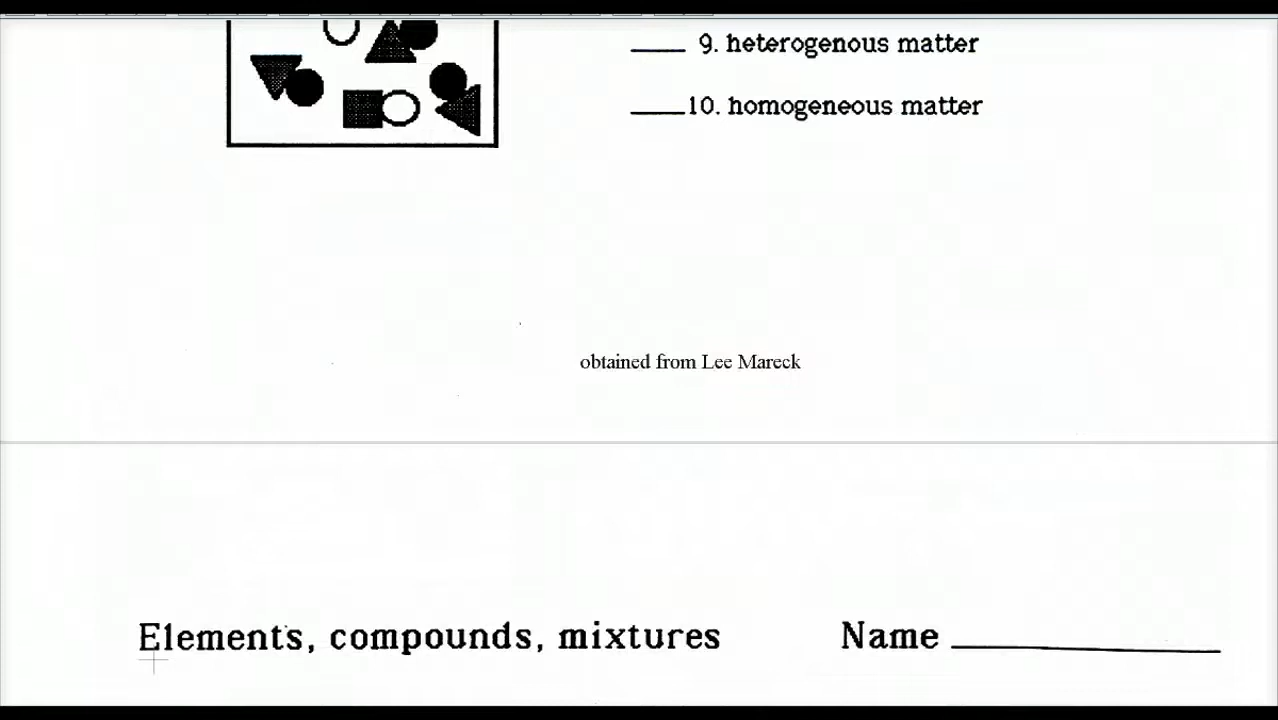 ____ 9. heterogenous matter
____10. homogeneous matter
obtained from Lee Mareck
Elements, compounds, mixtures Name ____________